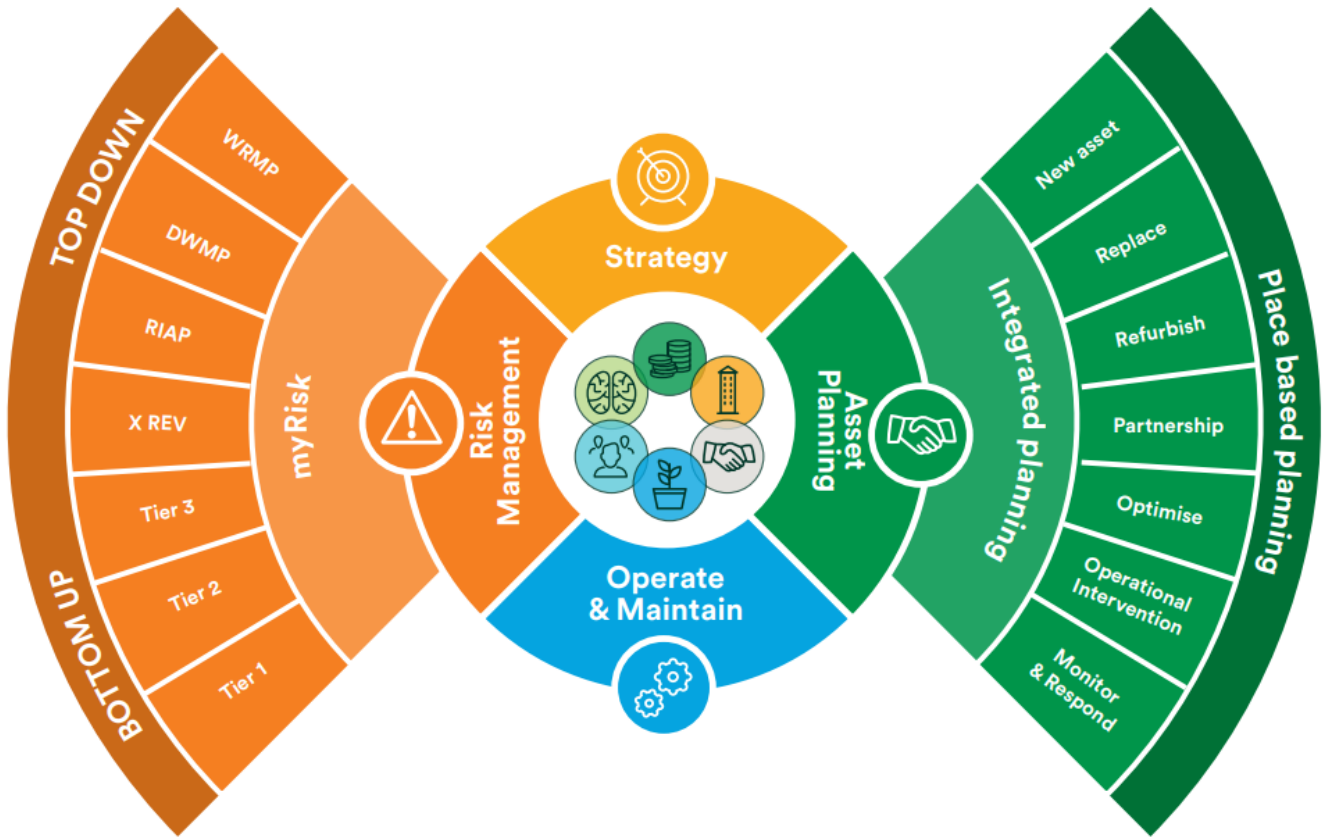 TOP DOWN
BOTTOM UP
WRMP
DWMP
RIAP
X REV
Tier 3
Tier 2
Tier 1
myRisk
Risk
Management
Strategy
Operate
& Maintain
Asset
Planning
Integrated planning
New asset
Replace
Refurbish
Partnership
Optimise
Operational
Intervention
Monitor
& Respond
Place based planning